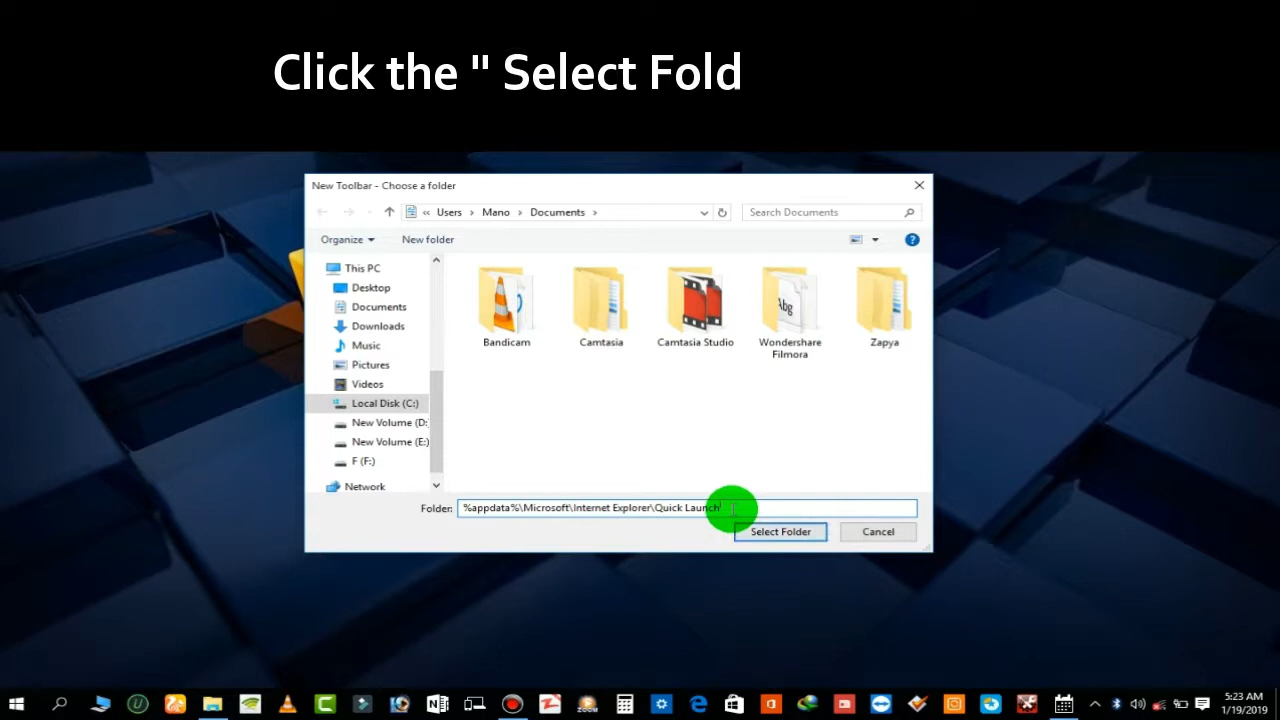 Click the " Select Fold
New Toolbar - Choose a folder
« Users > Mano > Documents >
Search Documents
Organize
New folder
This PC
Desktop
Documents
Downloads
Music
Pictures
Videos
Local Disk (C:)
New Volume (D:
New Volume (E:)
F (F:)
Network
Bandicam
Camtasia
Camtasia Studio
Abg
Wondershare
Filmora
Zapya
Folder:
%appdata%\Microsoft\Internet Explorer\Quick Launch
Select Folder
Cancel
5:23 AM
1/19/2019